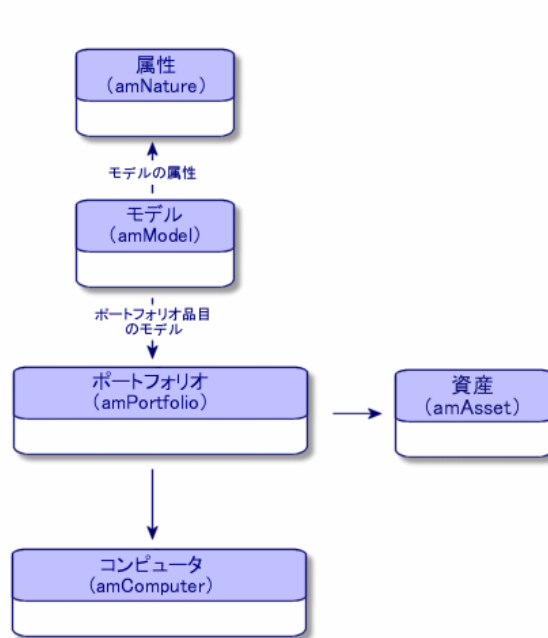 属性
(amNature)
モデルの属性
モデル
(amModel)
ポートフォリオ品目
のモデル
ポートフォリオ
(amPortfolio)
資産
(amAsset)
コンピュータ
(amComputer)